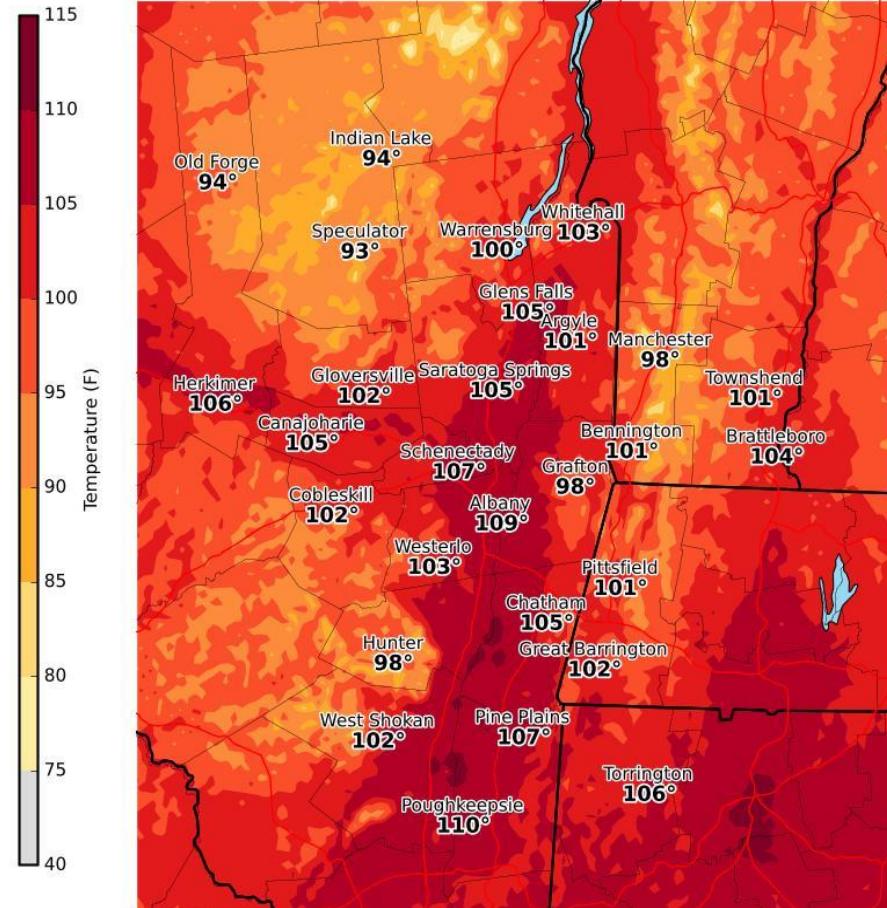 115
110
105
100
95
90
85
80
75
40
Temperature (F)
Indian Lake
94°
Old Forge
94°
Whitehall
103°
Speculator
93°
Warrensburg
100°
Glens Falls
105°
Argyle
101°
Manchester
98°
Saratoga Springs
105°
Gloversville
102°
Townshend
101°
Herkimer
106°
Canajoharie
105°
Bennington
101°
Brattleboro
104°
Schenectady
107°
Grafton
98°
Cobleskill
102°
Albany
109°
Westerlo
103°
Pittsfield
101°
Chatham
105°
Hunter
98°
Great Barrington
102°
West Shokan
102°
Pine Plains
107°
Torrington
106°
Poughkeepsie
110°